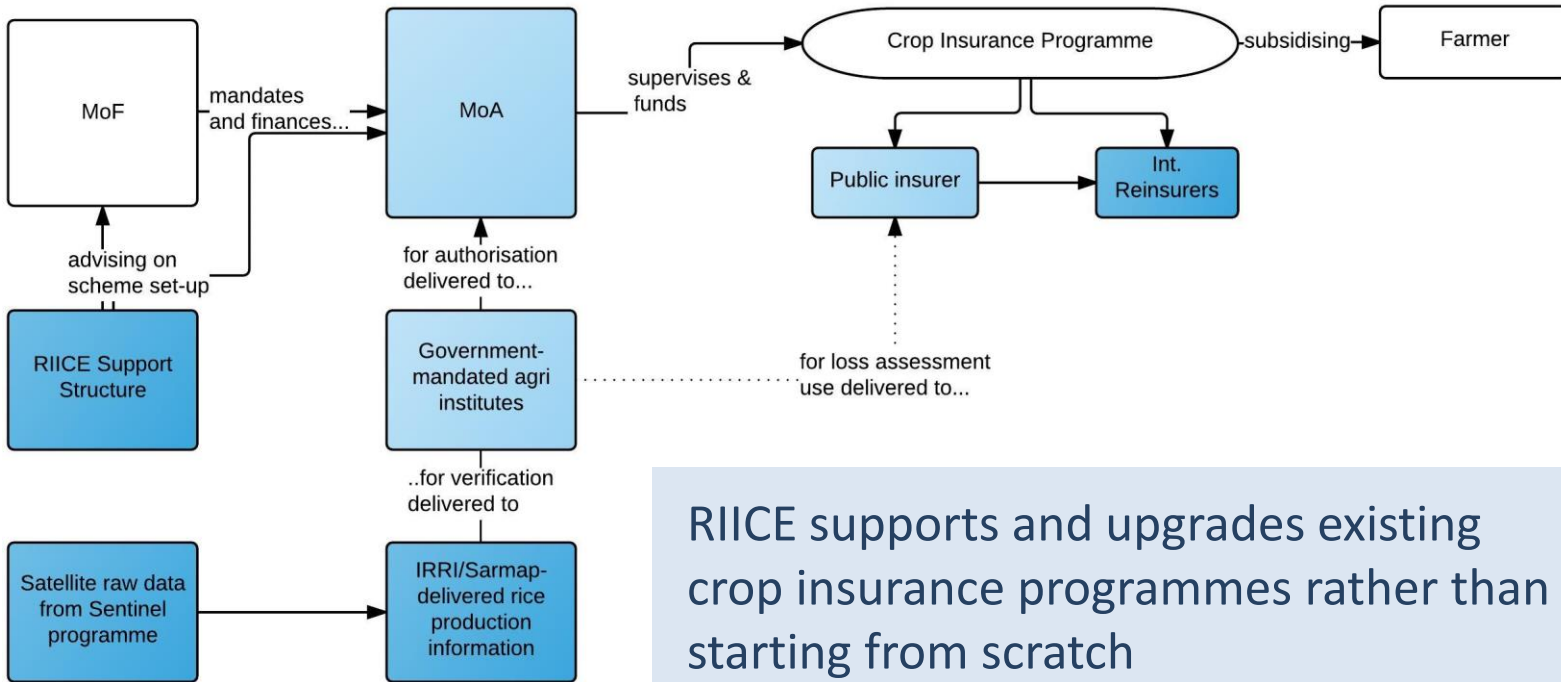 MoF
mandates
and finances...
MoA
supervises &
funds
Crop Insurance Programme
subsidising
Farmer
Public insurer
Int.
Reinsurers
advising on
scheme set-up
for authorisation
delivered to...
RIICE Support
Structure
Government-
mandated agri
institutes
for loss assessment
use delivered to...
..for verification
delivered to
Satellite raw data
from Sentinel
programme
IRRI/Sarmap-
delivered rice
production
information
RIICE supports and upgrades existing
crop insurance programmes rather than
starting from scratch